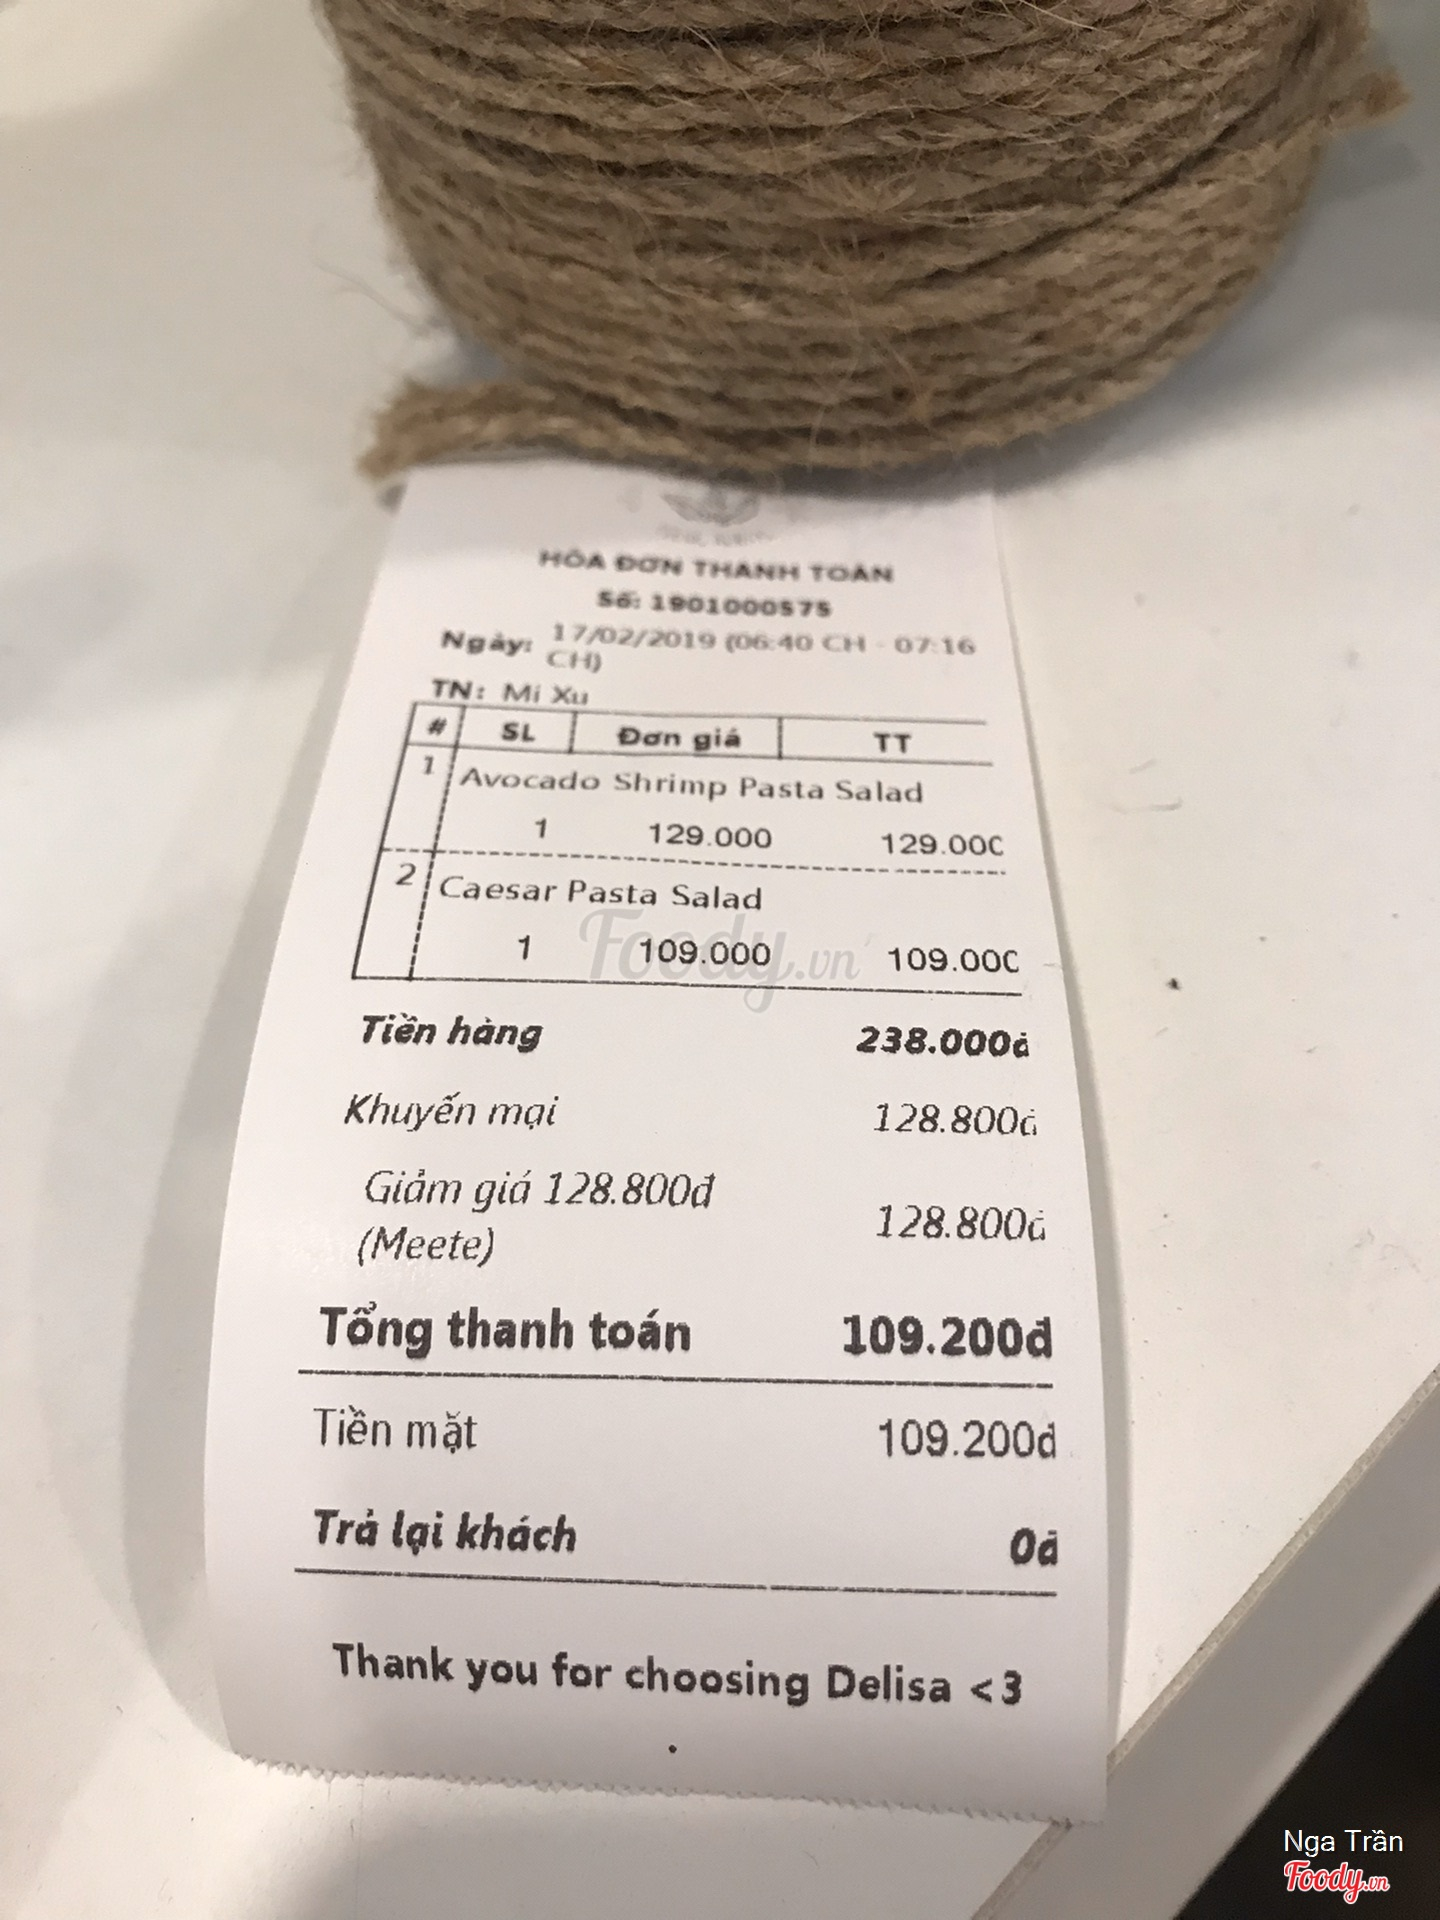 HÓA ĐƠN THANH TOÁN
Số: 1901000575
Ngày: 17/02/2019 (06:40 CH - 07:16
CH)
TN: Mi Xu
# SL Đơn giá TT
1 Avocado Shrimp Pasta Salad
1 129.000 129.000
2 Caesar Pasta Salad
1 109.000 109.000
Foody.vn
Tiền hàng 238.000đ
Khuyến mại 128.800đ
Giảm giá 128.800đ
(Meete) 128.800đ
Tổng thanh toán 109.200đ
Tiền mặt 109.200đ
Trả lại khách 0đ
Thank you for choosing Delisa <3
Nga Trần
Foody.vn